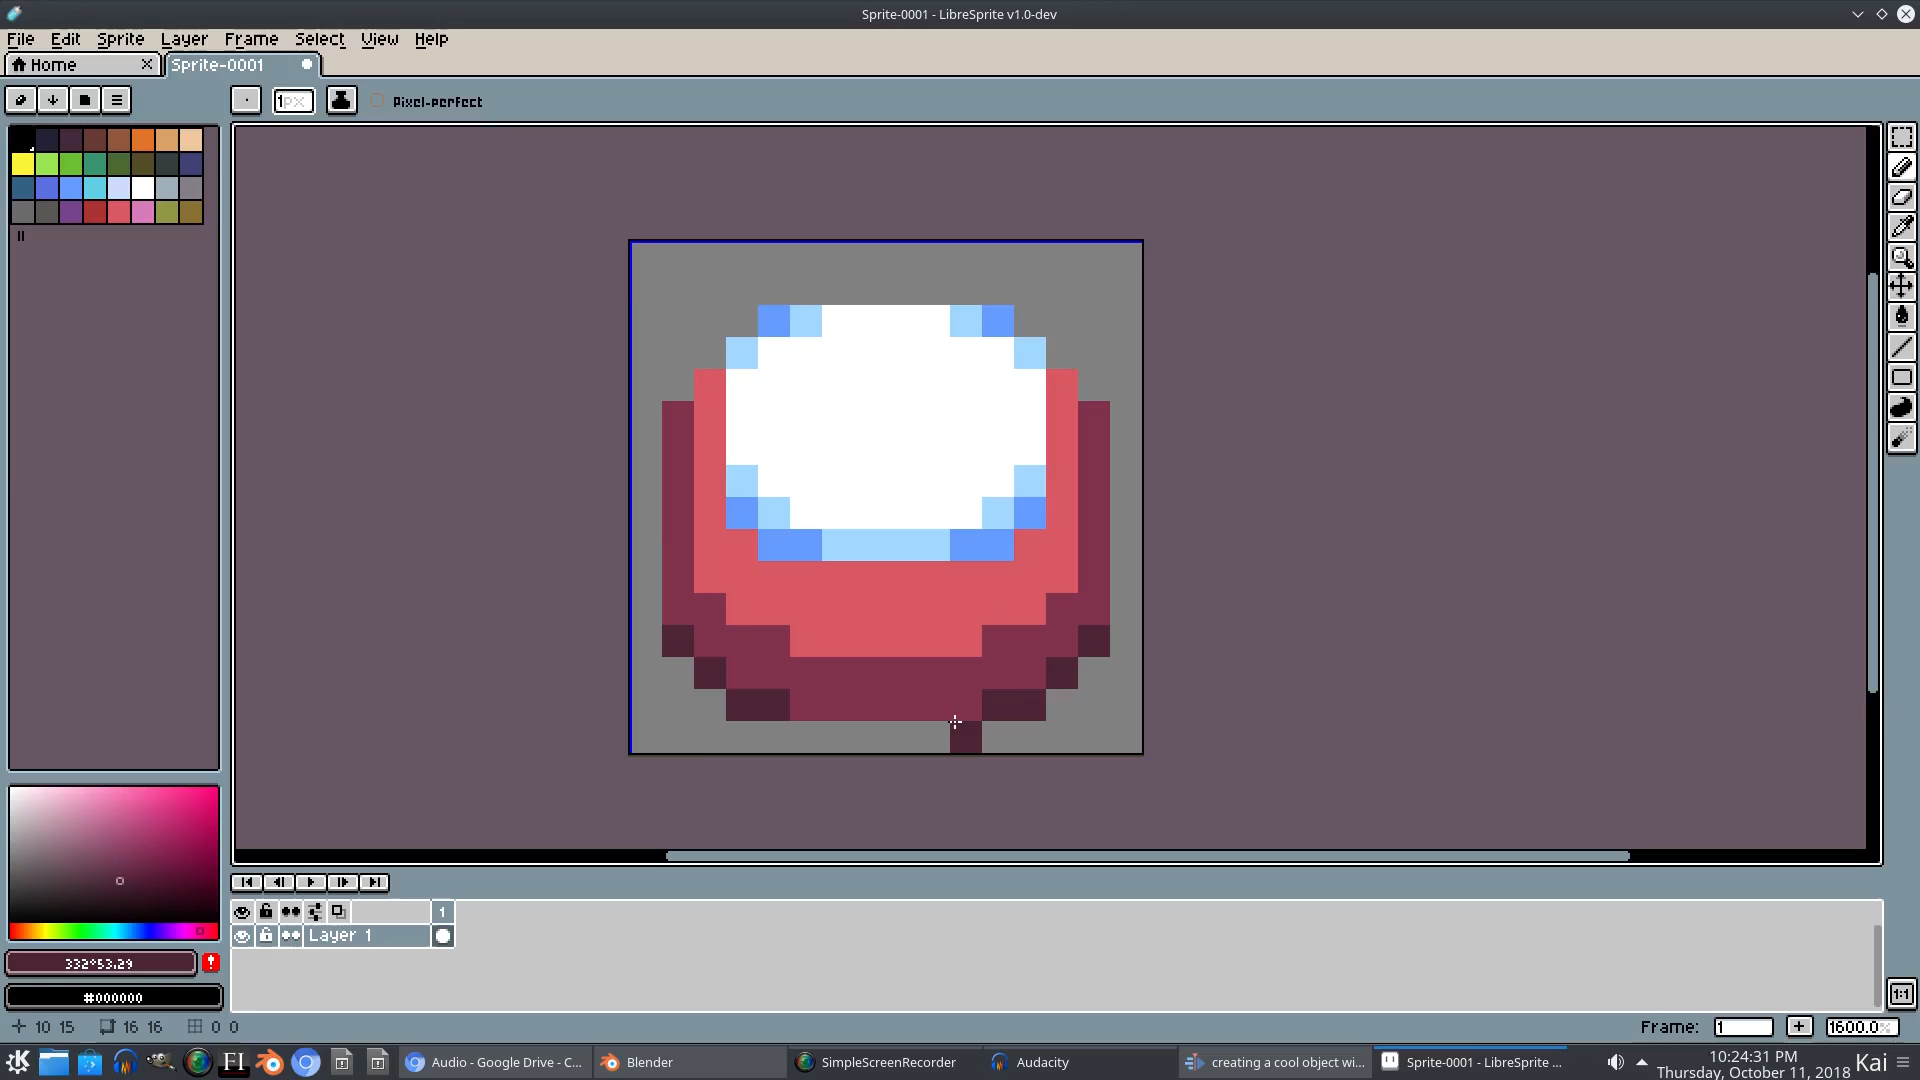 Sprite-0001 - LibreSprite v1.0-dev
File Edit Sprite Layer Frame Select View Help
Home
Sprite-0001
1px
Pixel-perfect
1
Layer 1
332°53.29
!
#000000
1:1
10 15 16 16 0 0
Frame: 1 + 1600.0%
FI
Audio - Google Drive - C...
Blender
SimpleScreenRecorder
Audacity
creating a cool object wi...
Sprite-0001 - LibreSprite ...
10:24:31 PM
Thursday, October 11, 2018
Kai